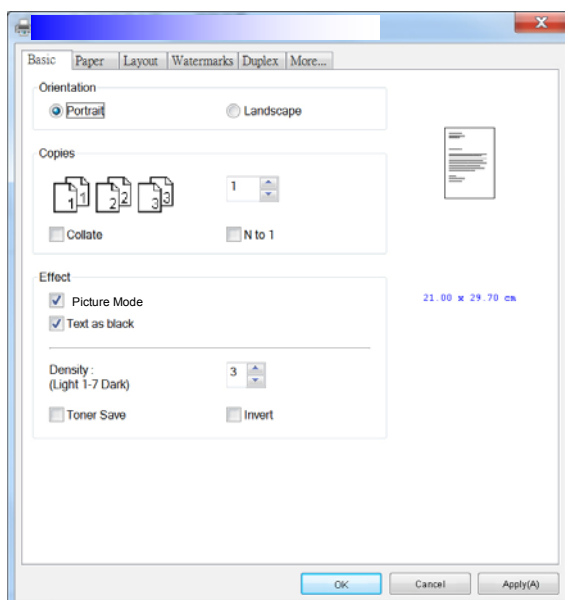 Basic Paper Layout Watermarks Duplex More...
Orientation
Portrait Landscape
Copies
1 1 2 2 3 3 1
Collate N to 1
Effect
Picture Mode
21.00 x 29.70 cm
Text as black
Density :
(Light 1-7 Dark) 3
Toner Save Invert
OK Cancel Apply(A)